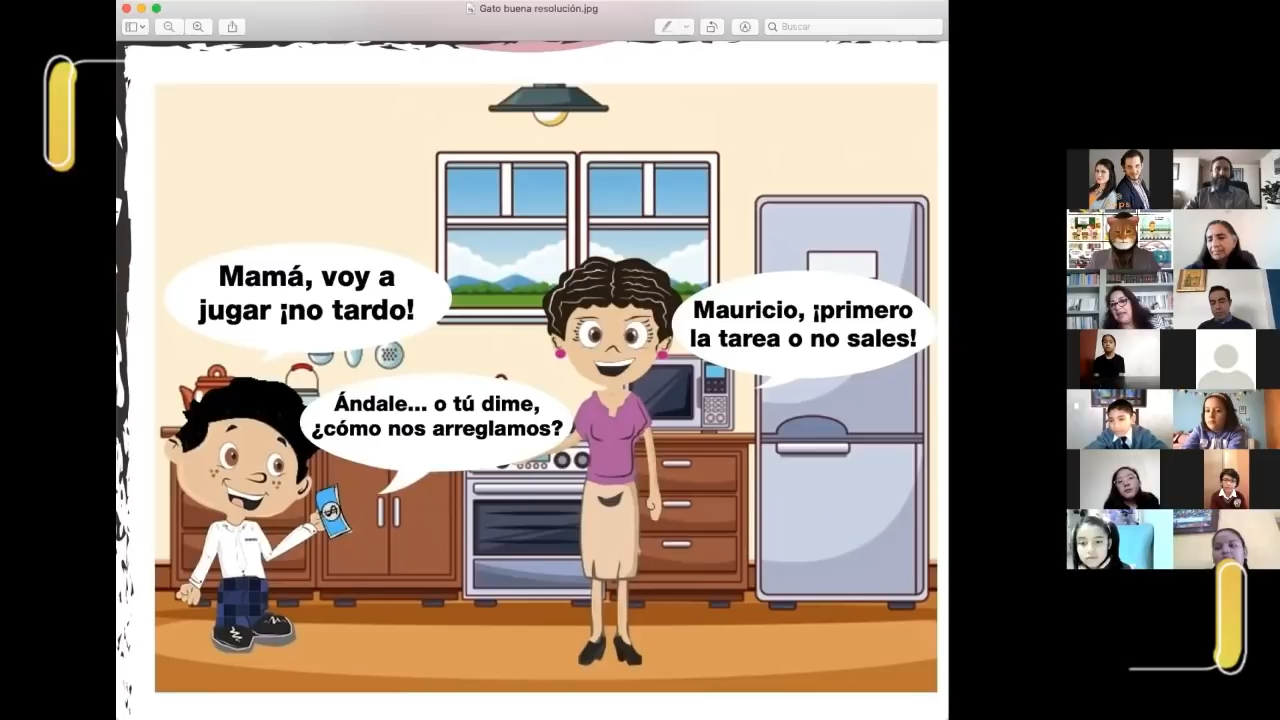 Gato buena resolución.jpg
Buscar
Mamá, voy a
jugar ¡no tardo!
Mauricio, ¡primero
la tarea o no sales!
Ándale... o tú dime,
¿cómo nos arreglamos?
$
ps